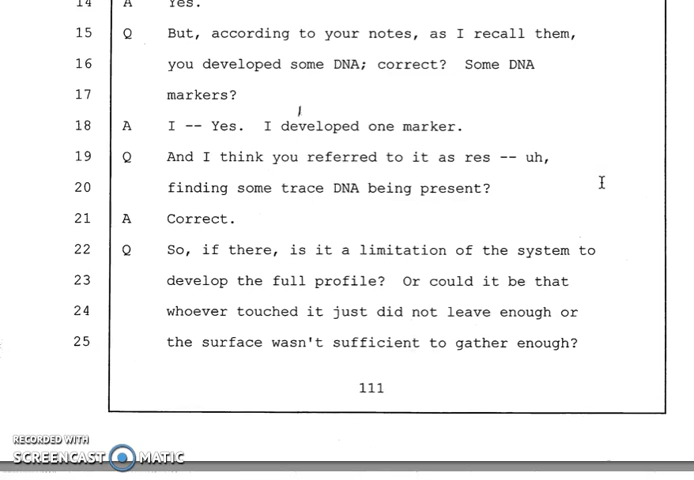 14 A Yes.
15 Q But, according to your notes, as I recall them,
16 you developed some DNA; correct? Some DNA
17 markers?
18 A I -- Yes. I developed one marker.
19 Q And I think you referred to it as res -- uh,
20 finding some trace DNA being present?
21 A Correct.
22 Q So, if there, is it a limitation of the system to
23 develop the full profile? Or could it be that
24 whoever touched it just did not leave enough or
25 the surface wasn't sufficient to gather enough?
111
RECORDED WITH
SCREENCAST MATIC